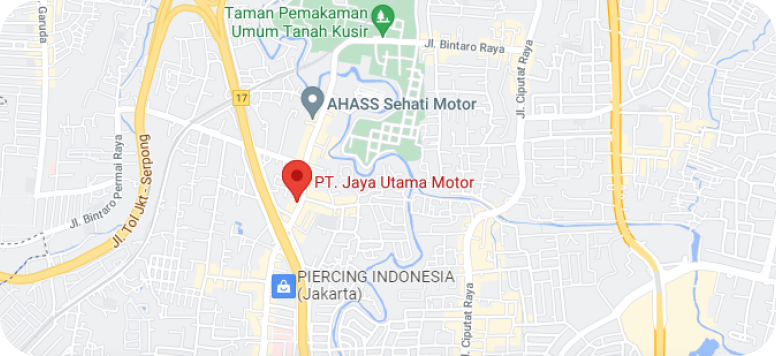 Taman Pemakaman
Umum Tanah Kusir
Jl. Garuda
Jl. Bintaro Raya
Jl. Ciputat Raya
17
AHASS Sehati Motor
Jl. Bintaro Permai Raya
Jl. Tol Jkt - Serpong
PT. Jaya Utama Motor
PIERCING INDONESIA
(Jakarta)
Jl. Ciputat Raya